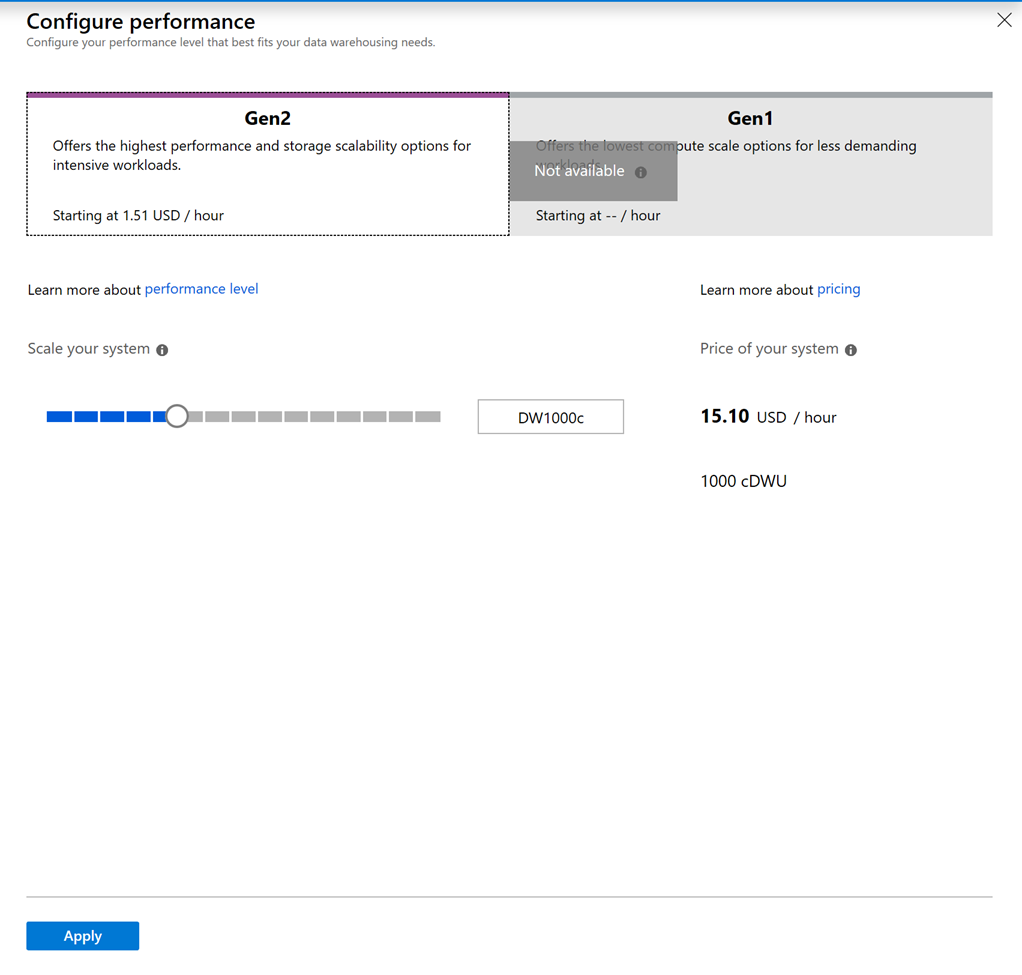 Configure performance
Configure your performance level that best fits your data warehousing needs.
Gen2
Offers the highest performance and storage scalability options for
intensive workloads.
Starting at 1.51 USD / hour
Gen1
Offers the lowest compute scale options for less demanding
workloads.
Not available
Starting at -- / hour
Learn more about performance level
Learn more about pricing
Scale your system
Price of your system
DW1000c
15.10 USD / hour
1000 cDWU
Apply